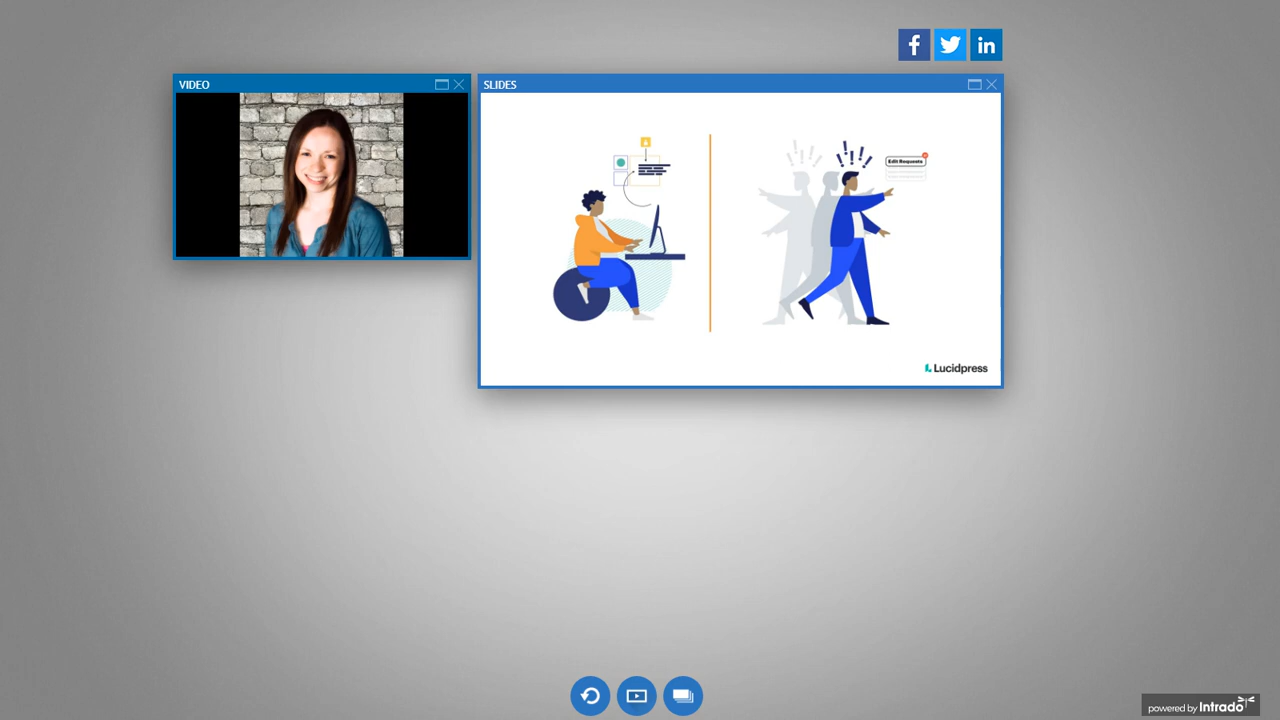 VIDEO
SLIDES
Edit Requests
Lucidpress
powered by Intrado